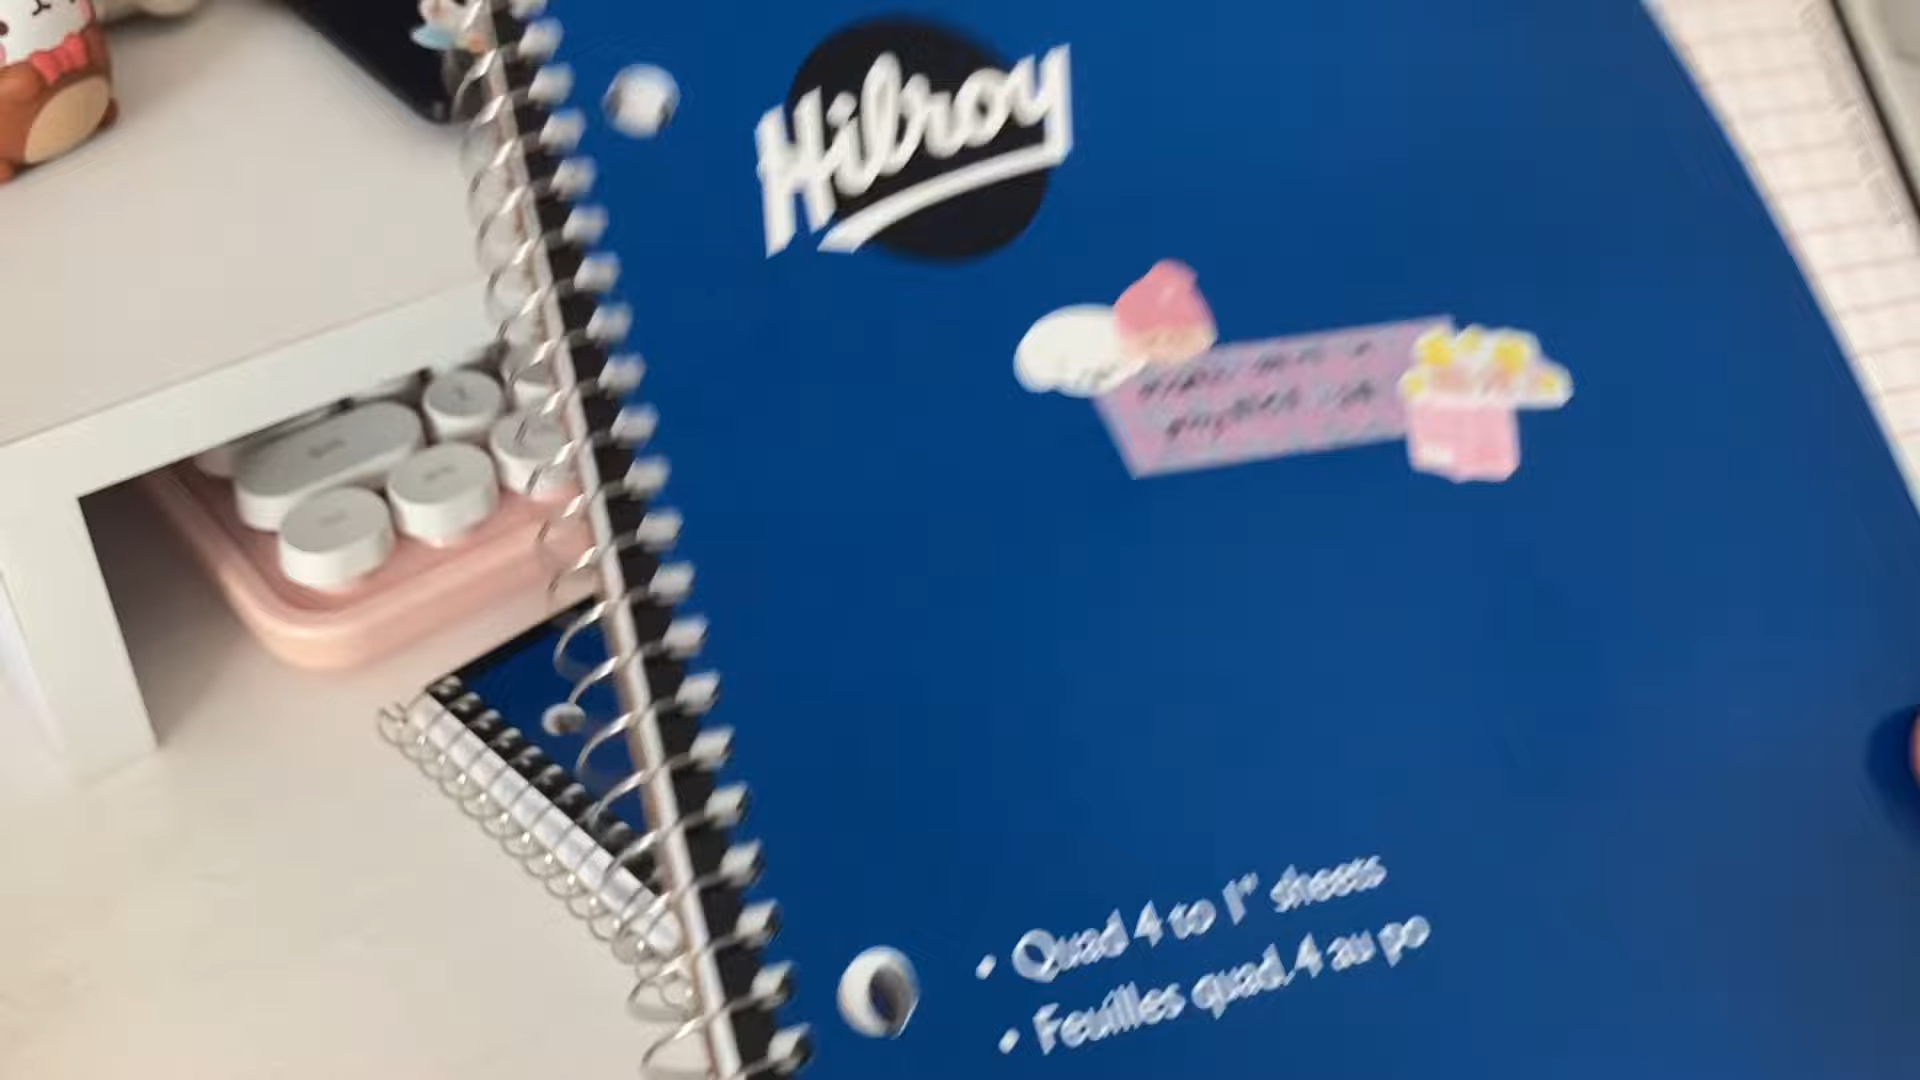 Hilroy
• Quad 4 to 1" sheets
• Feuilles quad. 4 au po